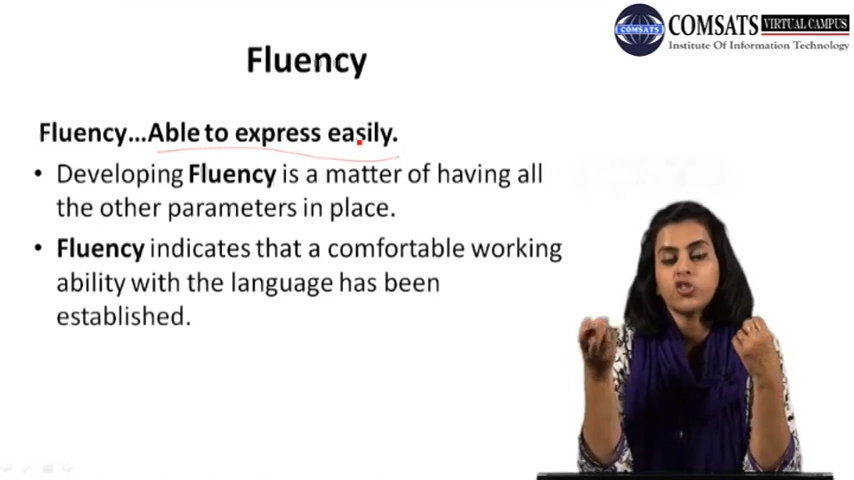 COMSATS VIRTUAL CAMPUS
Institute Of Information Technology
COMSATS
Fluency
Fluency...Able to express easily.
• Developing Fluency is a matter of having all
the other parameters in place.
• Fluency indicates that a comfortable working
ability with the language has been
established.